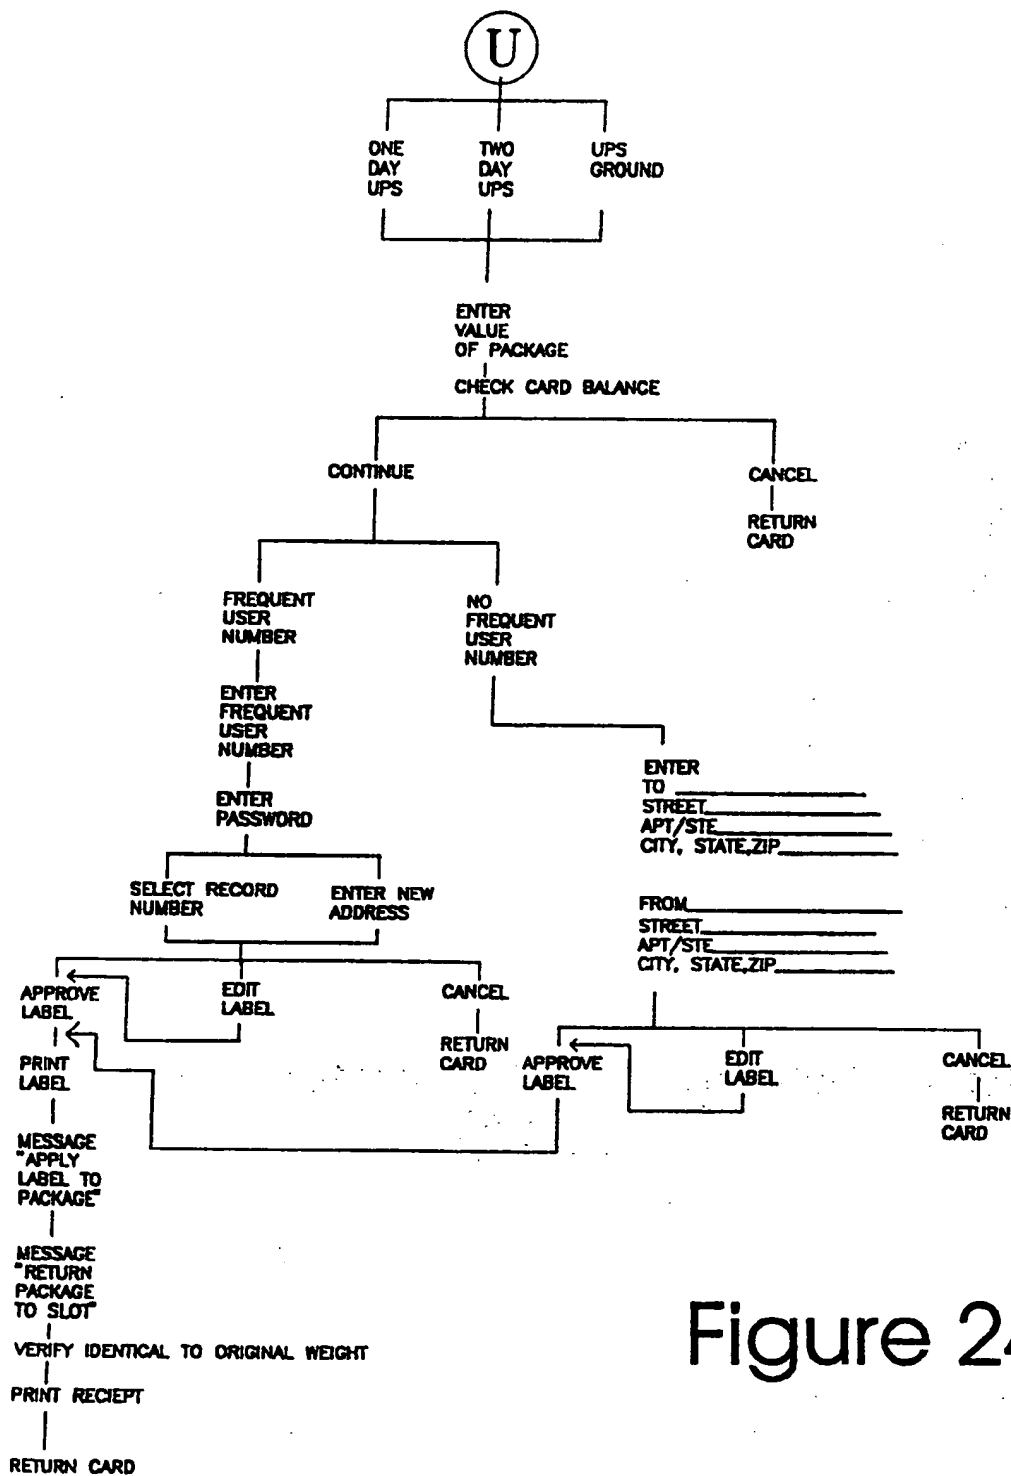 U
ONE
DAY
UPS
TWO
DAY
UPS
UPS
GROUND
ENTER
VALUE
OF PACKAGE
CHECK CARD BALANCE
CONTINUE
CANCEL
RETURN
CARD
FREQUENT
USER
NUMBER
NO
FREQUENT
USER
NUMBER
ENTER
FREQUENT
USER
NUMBER
ENTER
PASSWORD
ENTER
TO
STREET
APT/STE
CITY, STATE,ZIP
SELECT RECORD
NUMBER
ENTER NEW
ADDRESS
FROM
STREET
APT/STE
CITY, STATE,ZIP
APPROVE
LABEL
EDIT
LABEL
CANCEL
RETURN
CARD
APPROVE
LABEL
EDIT
LABEL
CANCEL
RETURN
CARD
PRINT
LABEL
MESSAGE
"APPLY
LABEL TO
PACKAGE"
MESSAGE
"RETURN
PACKAGE
TO SLOT"
VERIFY IDENTICAL TO ORIGINAL WEIGHT
PRINT RECIEPT
RETURN CARD
Figure 24